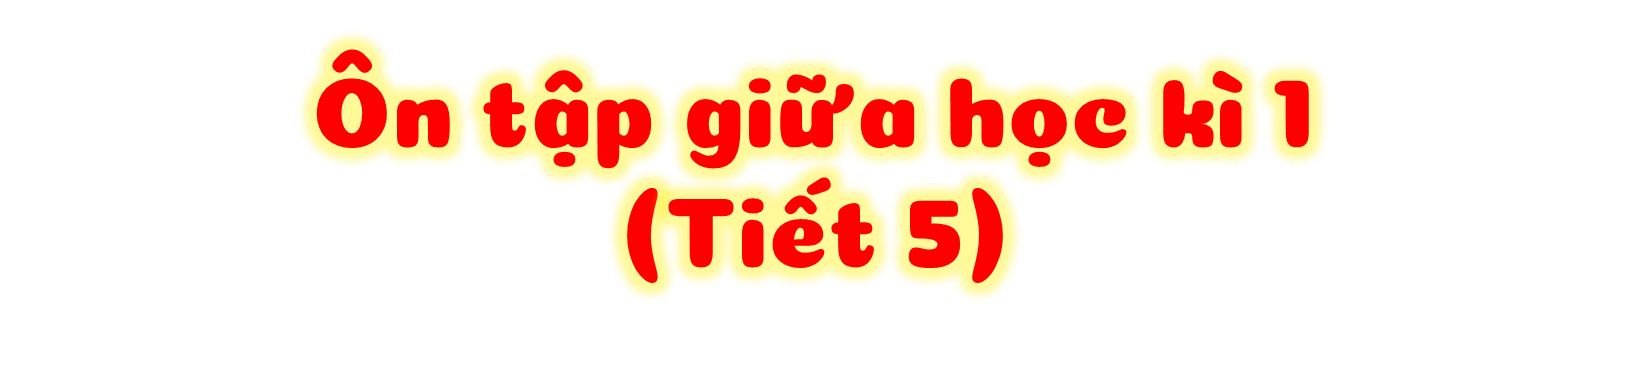 Ôn tập giữa học kì 1
(Tiết 5)